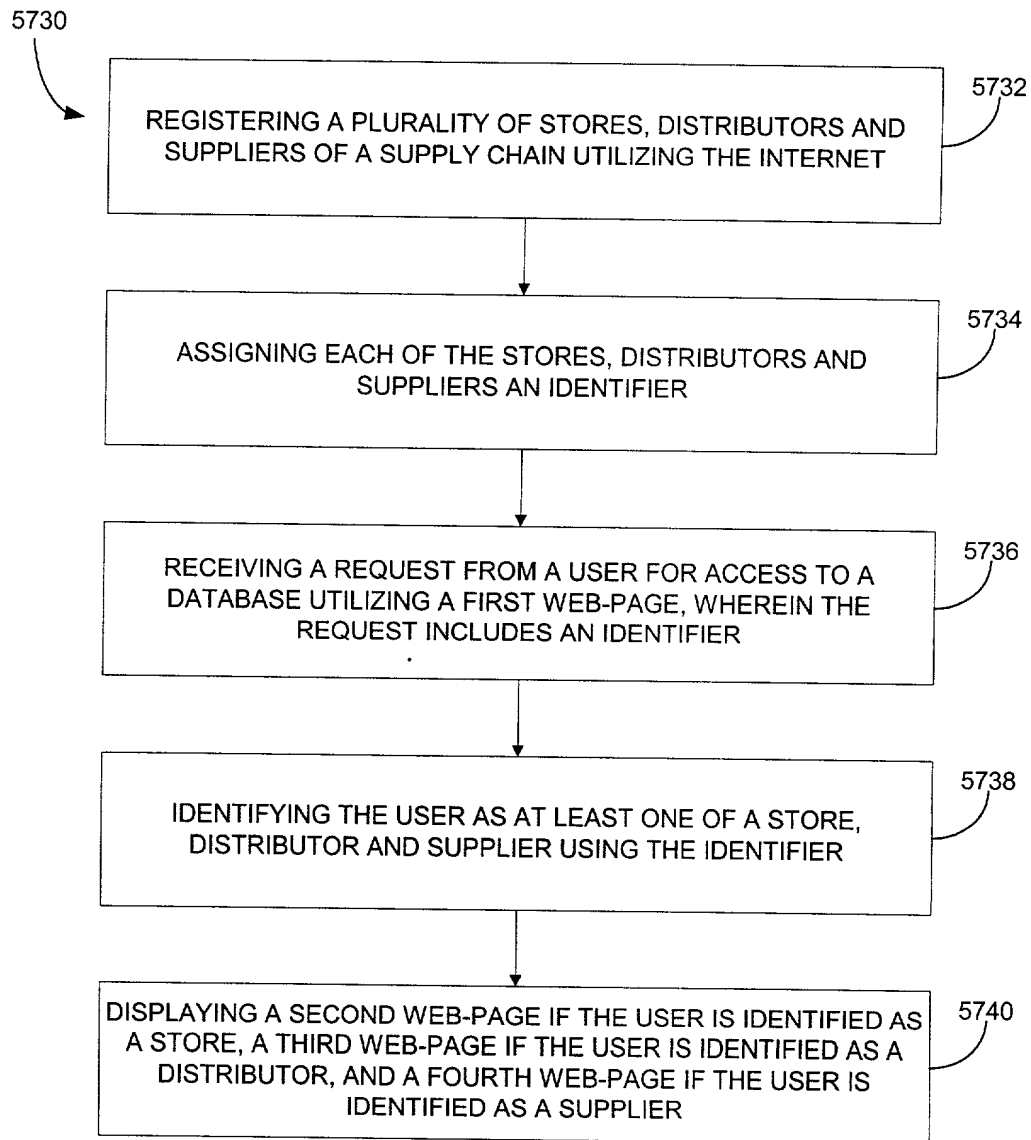 5730
5732
REGISTERING A PLURALITY OF STORES, DISTRIBUTORS AND
SUPPLIERS OF A SUPPLY CHAIN UTILIZING THE INTERNET
5734
ASSIGNING EACH OF THE STORES, DISTRIBUTORS AND
SUPPLIERS AN IDENTIFIER
5736
RECEIVING A REQUEST FROM A USER FOR ACCESS TO A
DATABASE UTILIZING A FIRST WEB-PAGE, WHEREIN THE
REQUEST INCLUDES AN IDENTIFIER
5738
IDENTIFYING THE USER AS AT LEAST ONE OF A STORE,
DISTRIBUTOR AND SUPPLIER USING THE IDENTIFIER
5740
DISPLAYING A SECOND WEB-PAGE IF THE USER IS IDENTIFIED AS
A STORE, A THIRD WEB-PAGE IF THE USER IS IDENTIFIED AS A
DISTRIBUTOR, AND A FOURTH WEB-PAGE IF THE USER IS
IDENTIFIED AS A SUPPLIER